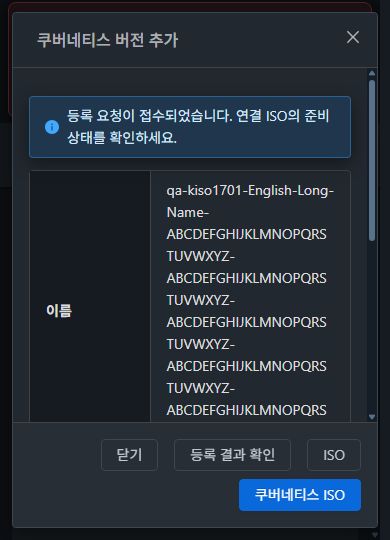 쿠버네티스 버전 추가
등록 요청이 접수되었습니다. 연결 ISO의 준비
상태를 확인하세요.
이름
qa-kiso1701-English-Long-
Name-
ABCDEFGHIJKLMNOPQRS
TUVWXYZ-
ABCDEFGHIJKLMNOPQRS
TUVWXYZ-
ABCDEFGHIJKLMNOPQRS
TUVWXYZ-
ABCDEFGHIJKLMNOPQRS
TUVWXYZ-
ABCDEFGHIJKLMNOPQRS
닫기
등록 결과 확인
ISO
쿠버네티스 ISO